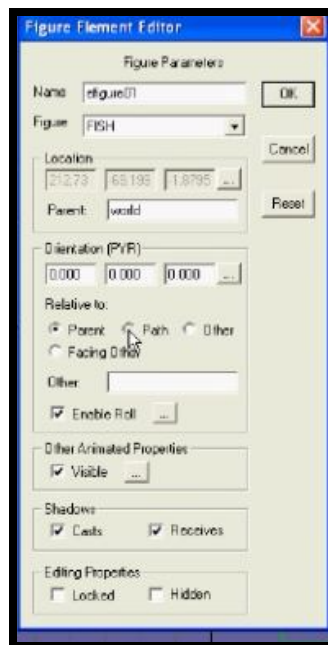 Figure Element Editor
Figure Parameters
Name efigure01 OK
Figure FISH
Cancel
Location
212.73 -68.193 -1.8795 ...
Parent: world Reset
Orientation (PYR)
0.000 0.000 0.000 ...
Relative to:
Parent Path Other
Facing Other
Other
Enable Roll ...
Other Animated Properties
Visible ...
Shadows
Casts Receives
Editing Properties
Locked Hidden